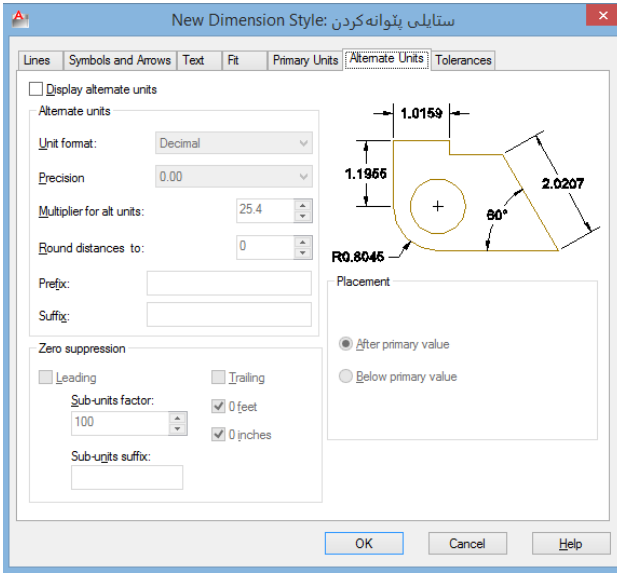 New Dimension Style: ستایلی پێوانەکردن
Lines Symbols and Arrows Text Fit Primary Units Alternate Units Tolerances
Display alternate units
Alternate units
Unit format: Decimal
Precision 0.00
Multiplier for alt units: 25.4
Round distances to: 0
Prefix:
Suffix:
1.0159
1.1955
2.0207
60°
R0.8045
Placement
After primary value
Below primary value
Zero suppression
Leading Trailing
Sub-units factor: 0 feet
100 0 inches
Sub-units suffix:
OK Cancel Help